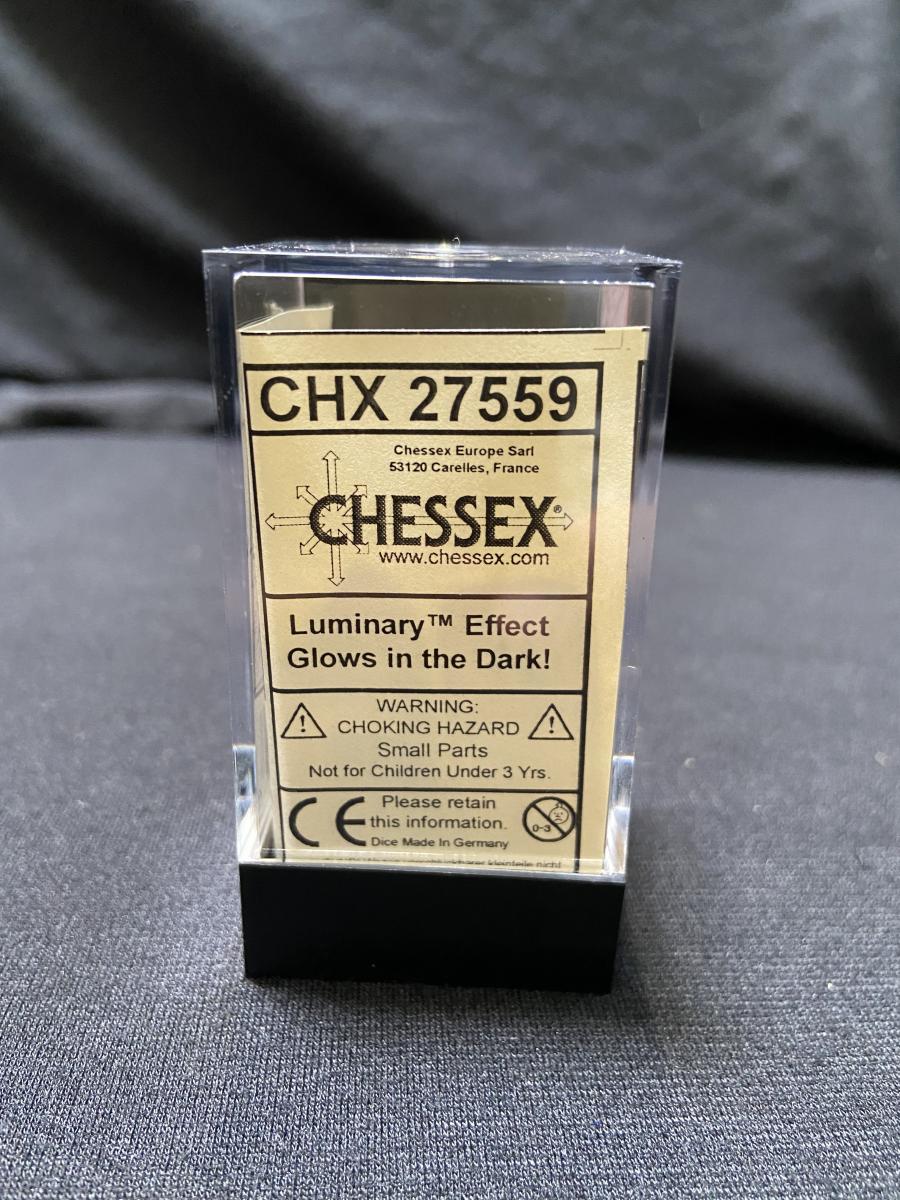 CHX 27559
Chessex Europe Sarl
53120 Carelles, France
CHESSEX®
www.chessex.com
Luminary™ Effect
Glows in the Dark!
WARNING:
CHOKING HAZARD
Small Parts
Not for Children Under 3 Yrs.
CE
Please retain
this information.
0-3
Dice Made In Germany
kleinteile nicht